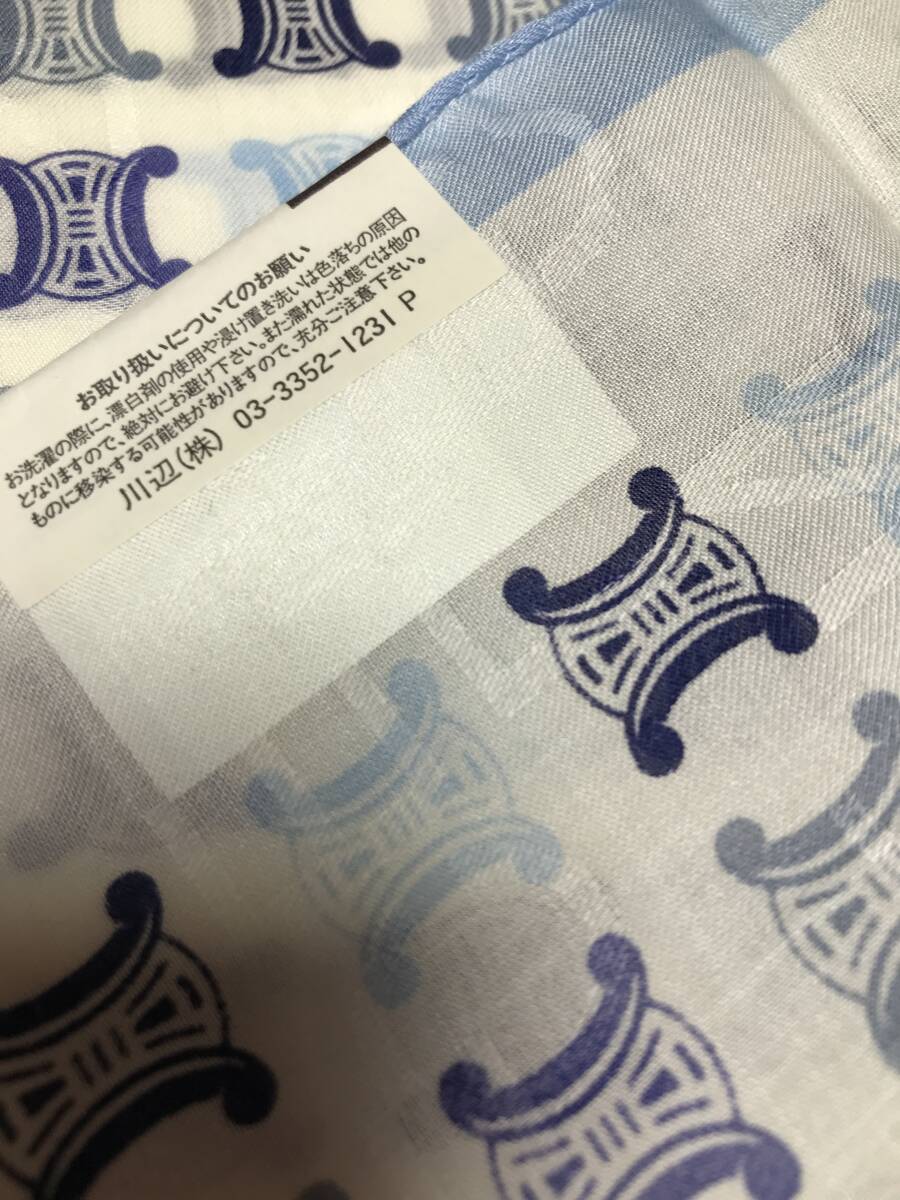 お取り扱いについてのお願い
お洗濯の際に、漂白剤の使用や浸け置き洗いは色落ちの原因
となりますので、絶対にお避け下さい。また濡れた状態では他の
ものに移染する可能性がありますので、充分ご注意下さい。
川辺(株) 03-3352-1231 P